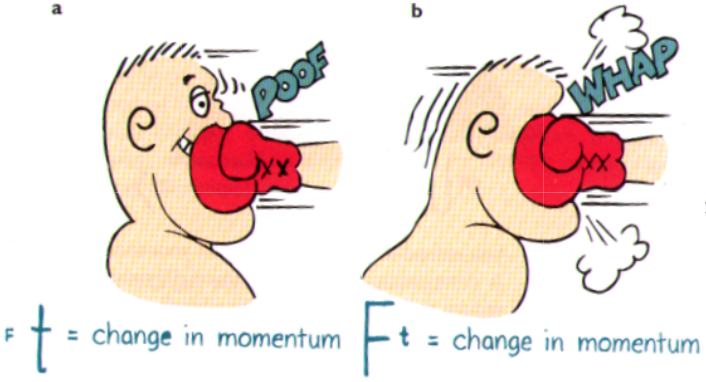 a
b
POOF
WHAP
XX
XX
F t = change in momentum
F t = change in momentum